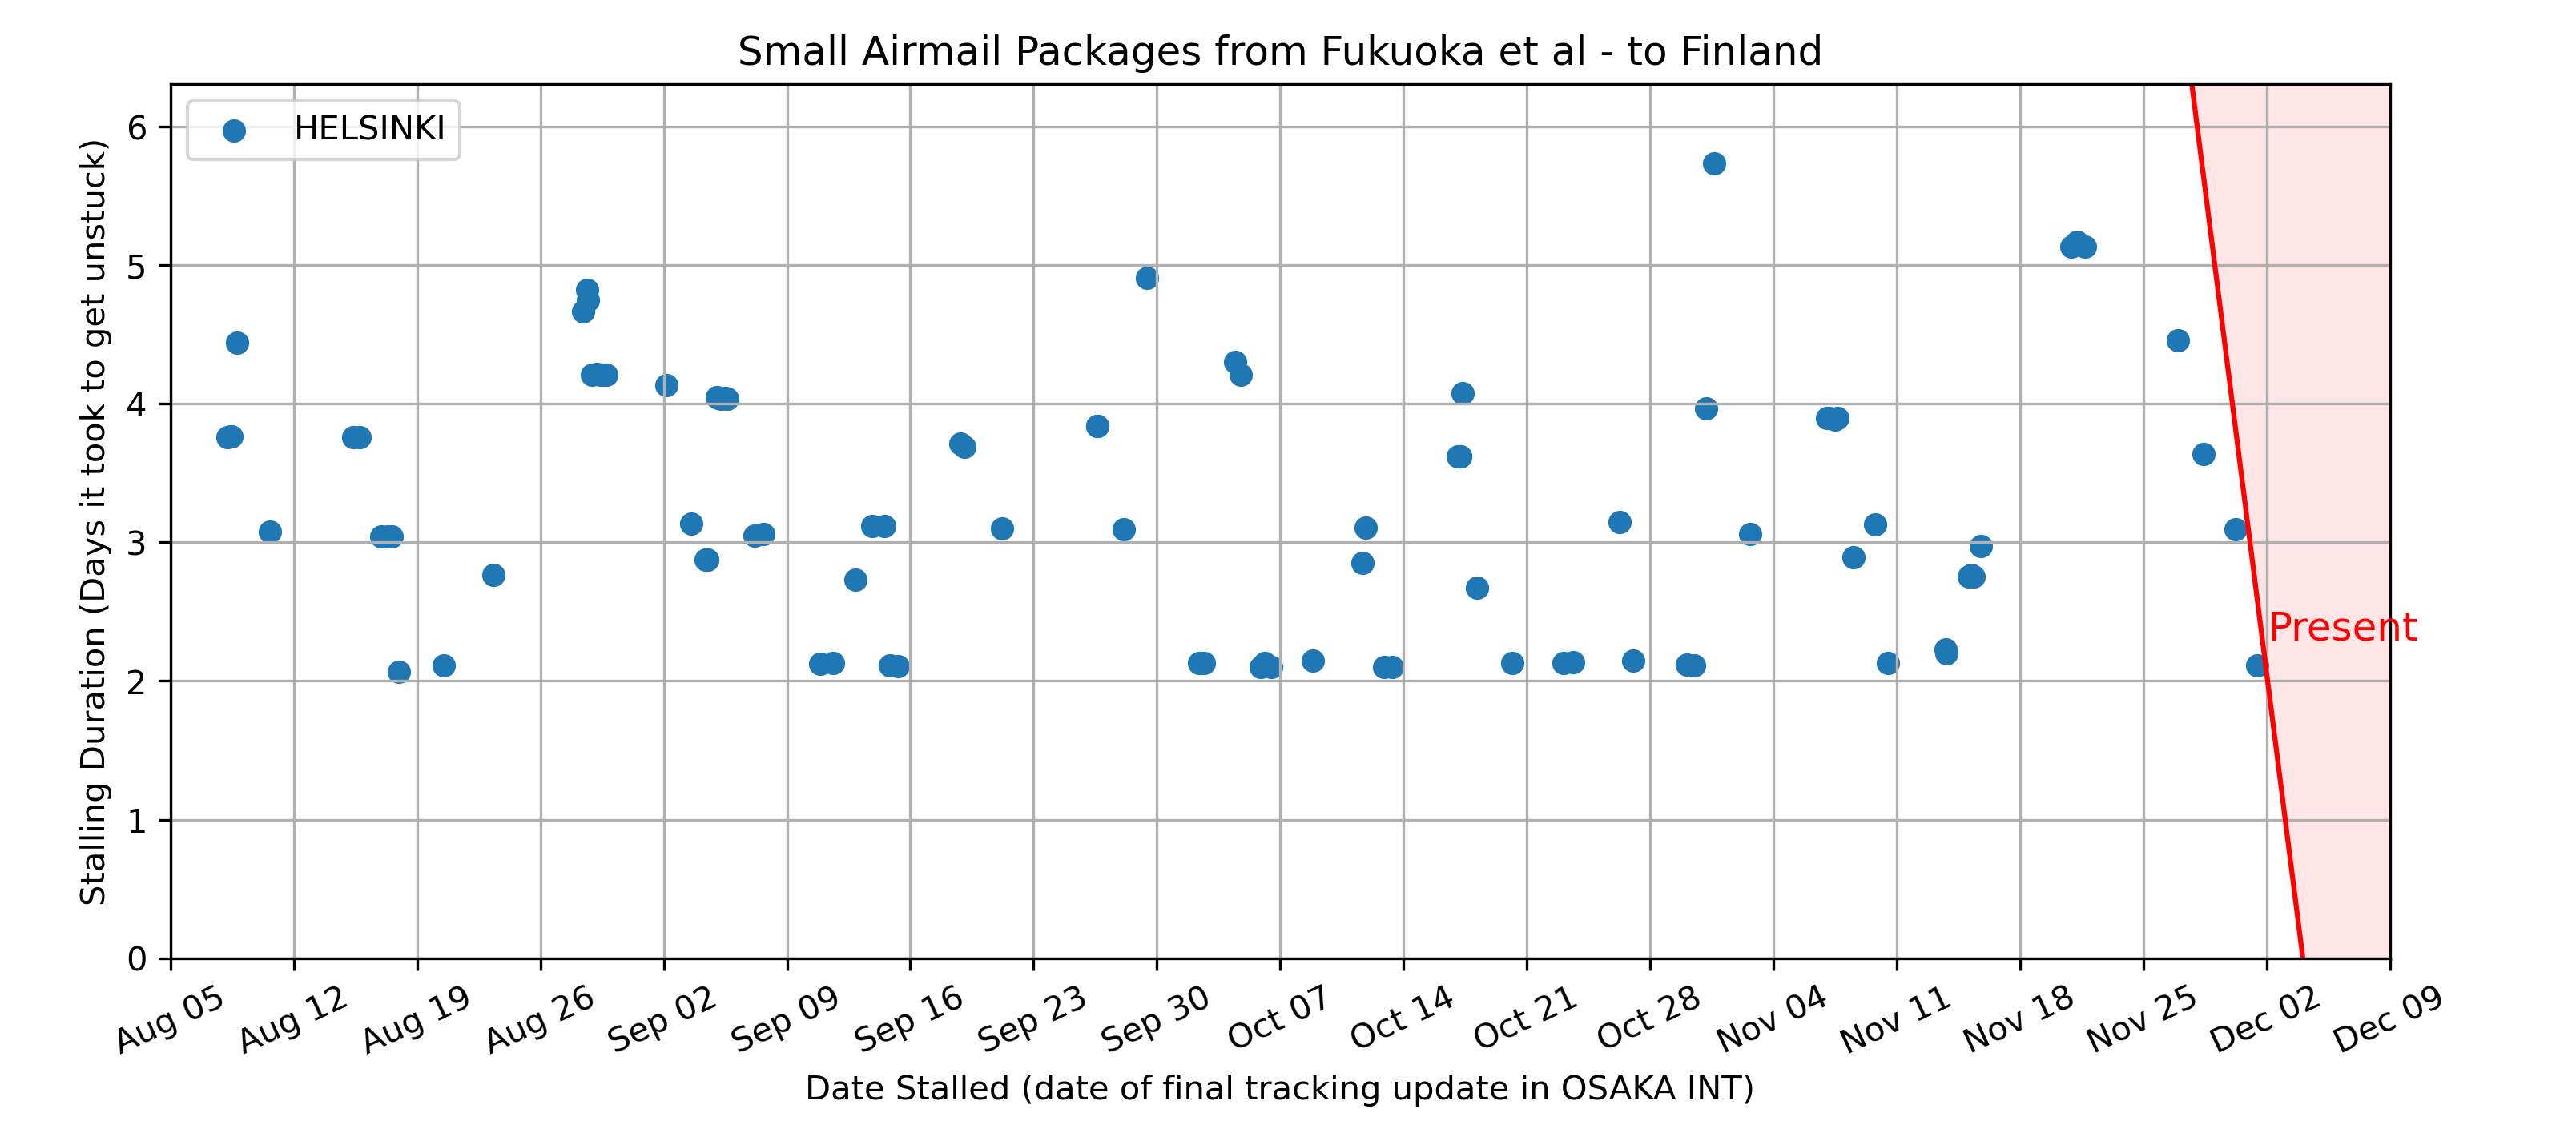 Small Airmail Packages from Fukuoka et al - to Finland
HELSINKI
Stalling Duration (Days it took to get unstuck)
6
5
4
3
2
1
0
Present
Aug 05
Aug 12
Aug 19
Aug 26
Sep 02
Sep 09
Sep 16
Sep 23
Sep 30
Oct 07
Oct 14
Oct 21
Oct 28
Nov 04
Nov 11
Nov 18
Nov 25
Dec 02
Dec 09
Date Stalled (date of final tracking update in OSAKA INT)